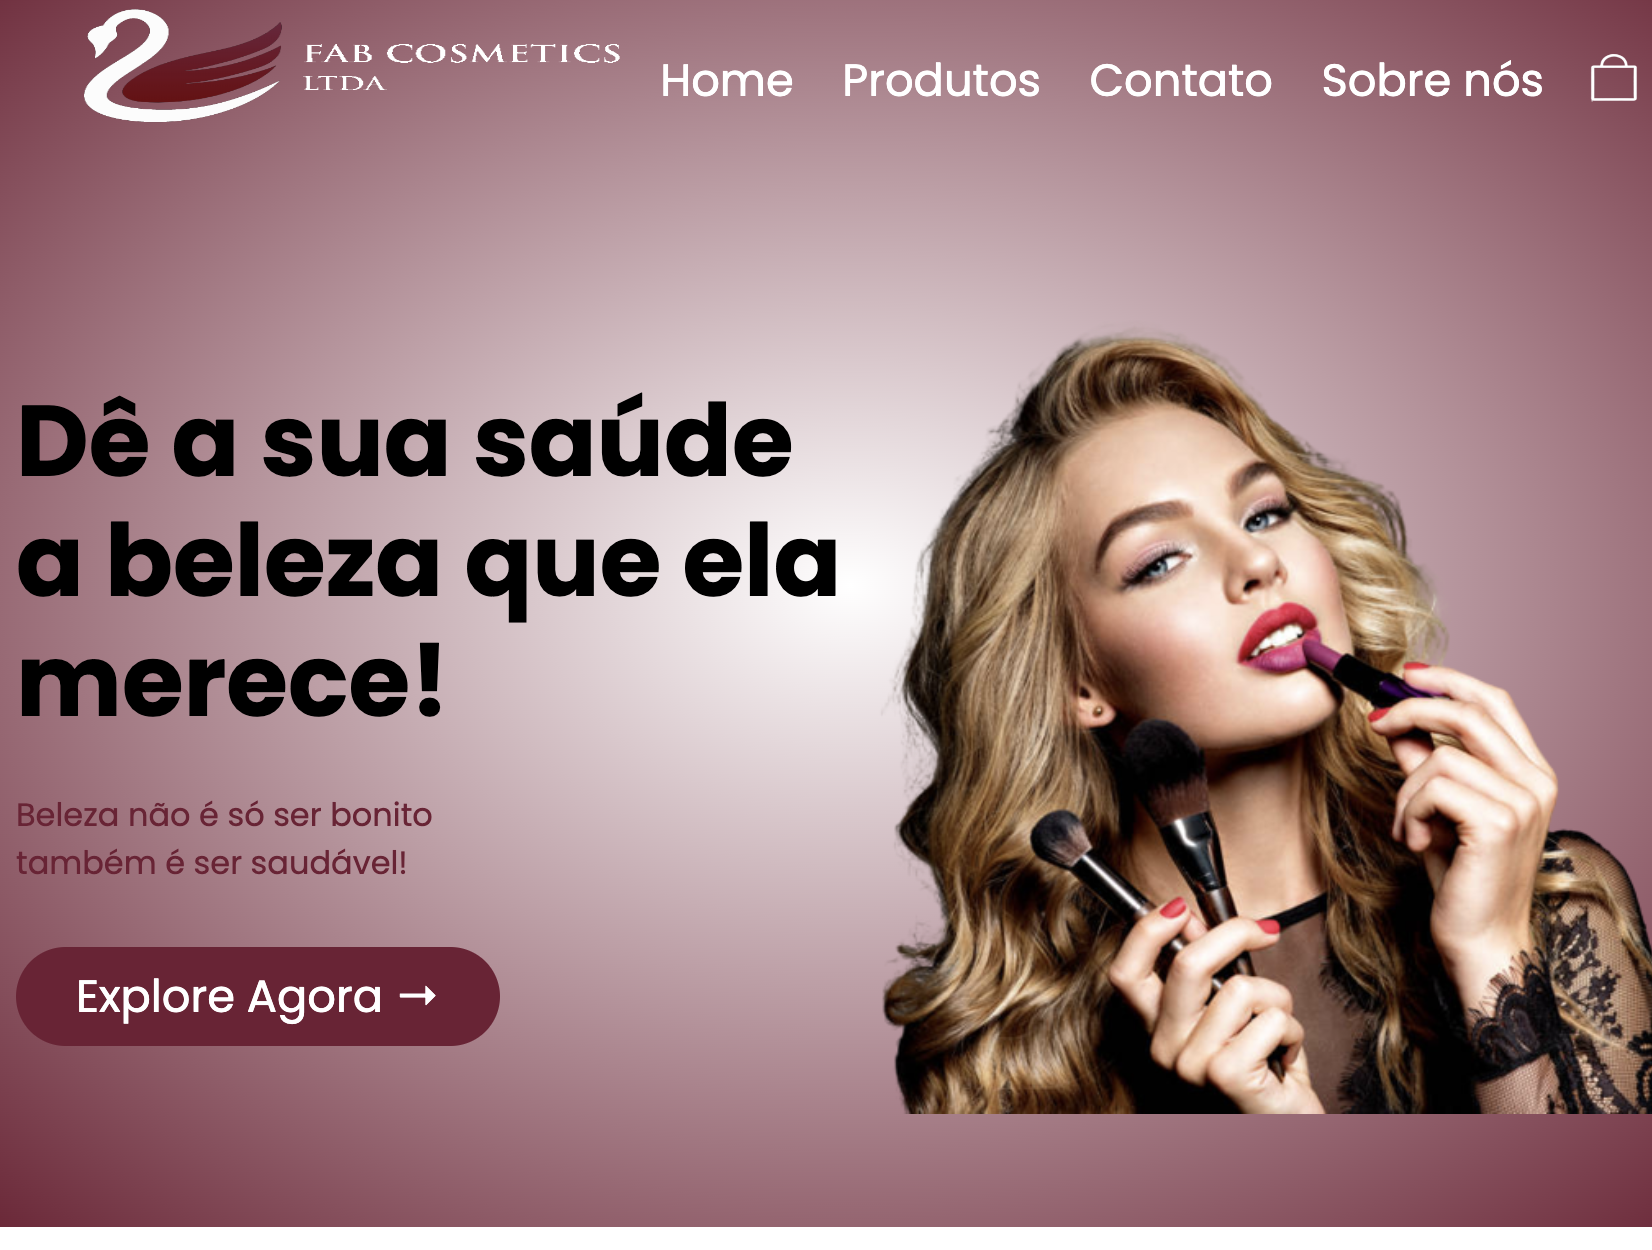 FAB COSMETICS
LTDA
Home Produtos Contato Sobre nós
Dê a sua saúde
a beleza que ela
merece!
Beleza não é só ser bonito
também é ser saudável!
Explore Agora →